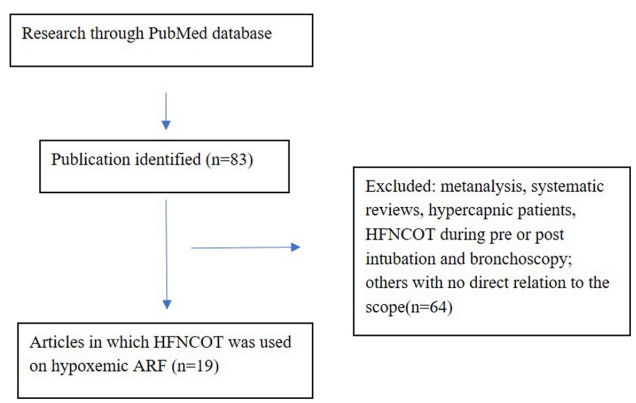 Research through PubMed database
Publication identified (n=83)
Excluded: metanalysis, systematic
reviews, hypercapnic patients,
HFNCOT during pre or post
intubation and bronchoscopy;
others with no direct relation to the
scope(n=64)
Articles in which HFNCOT was used
on hypoxemic ARF (n=19)